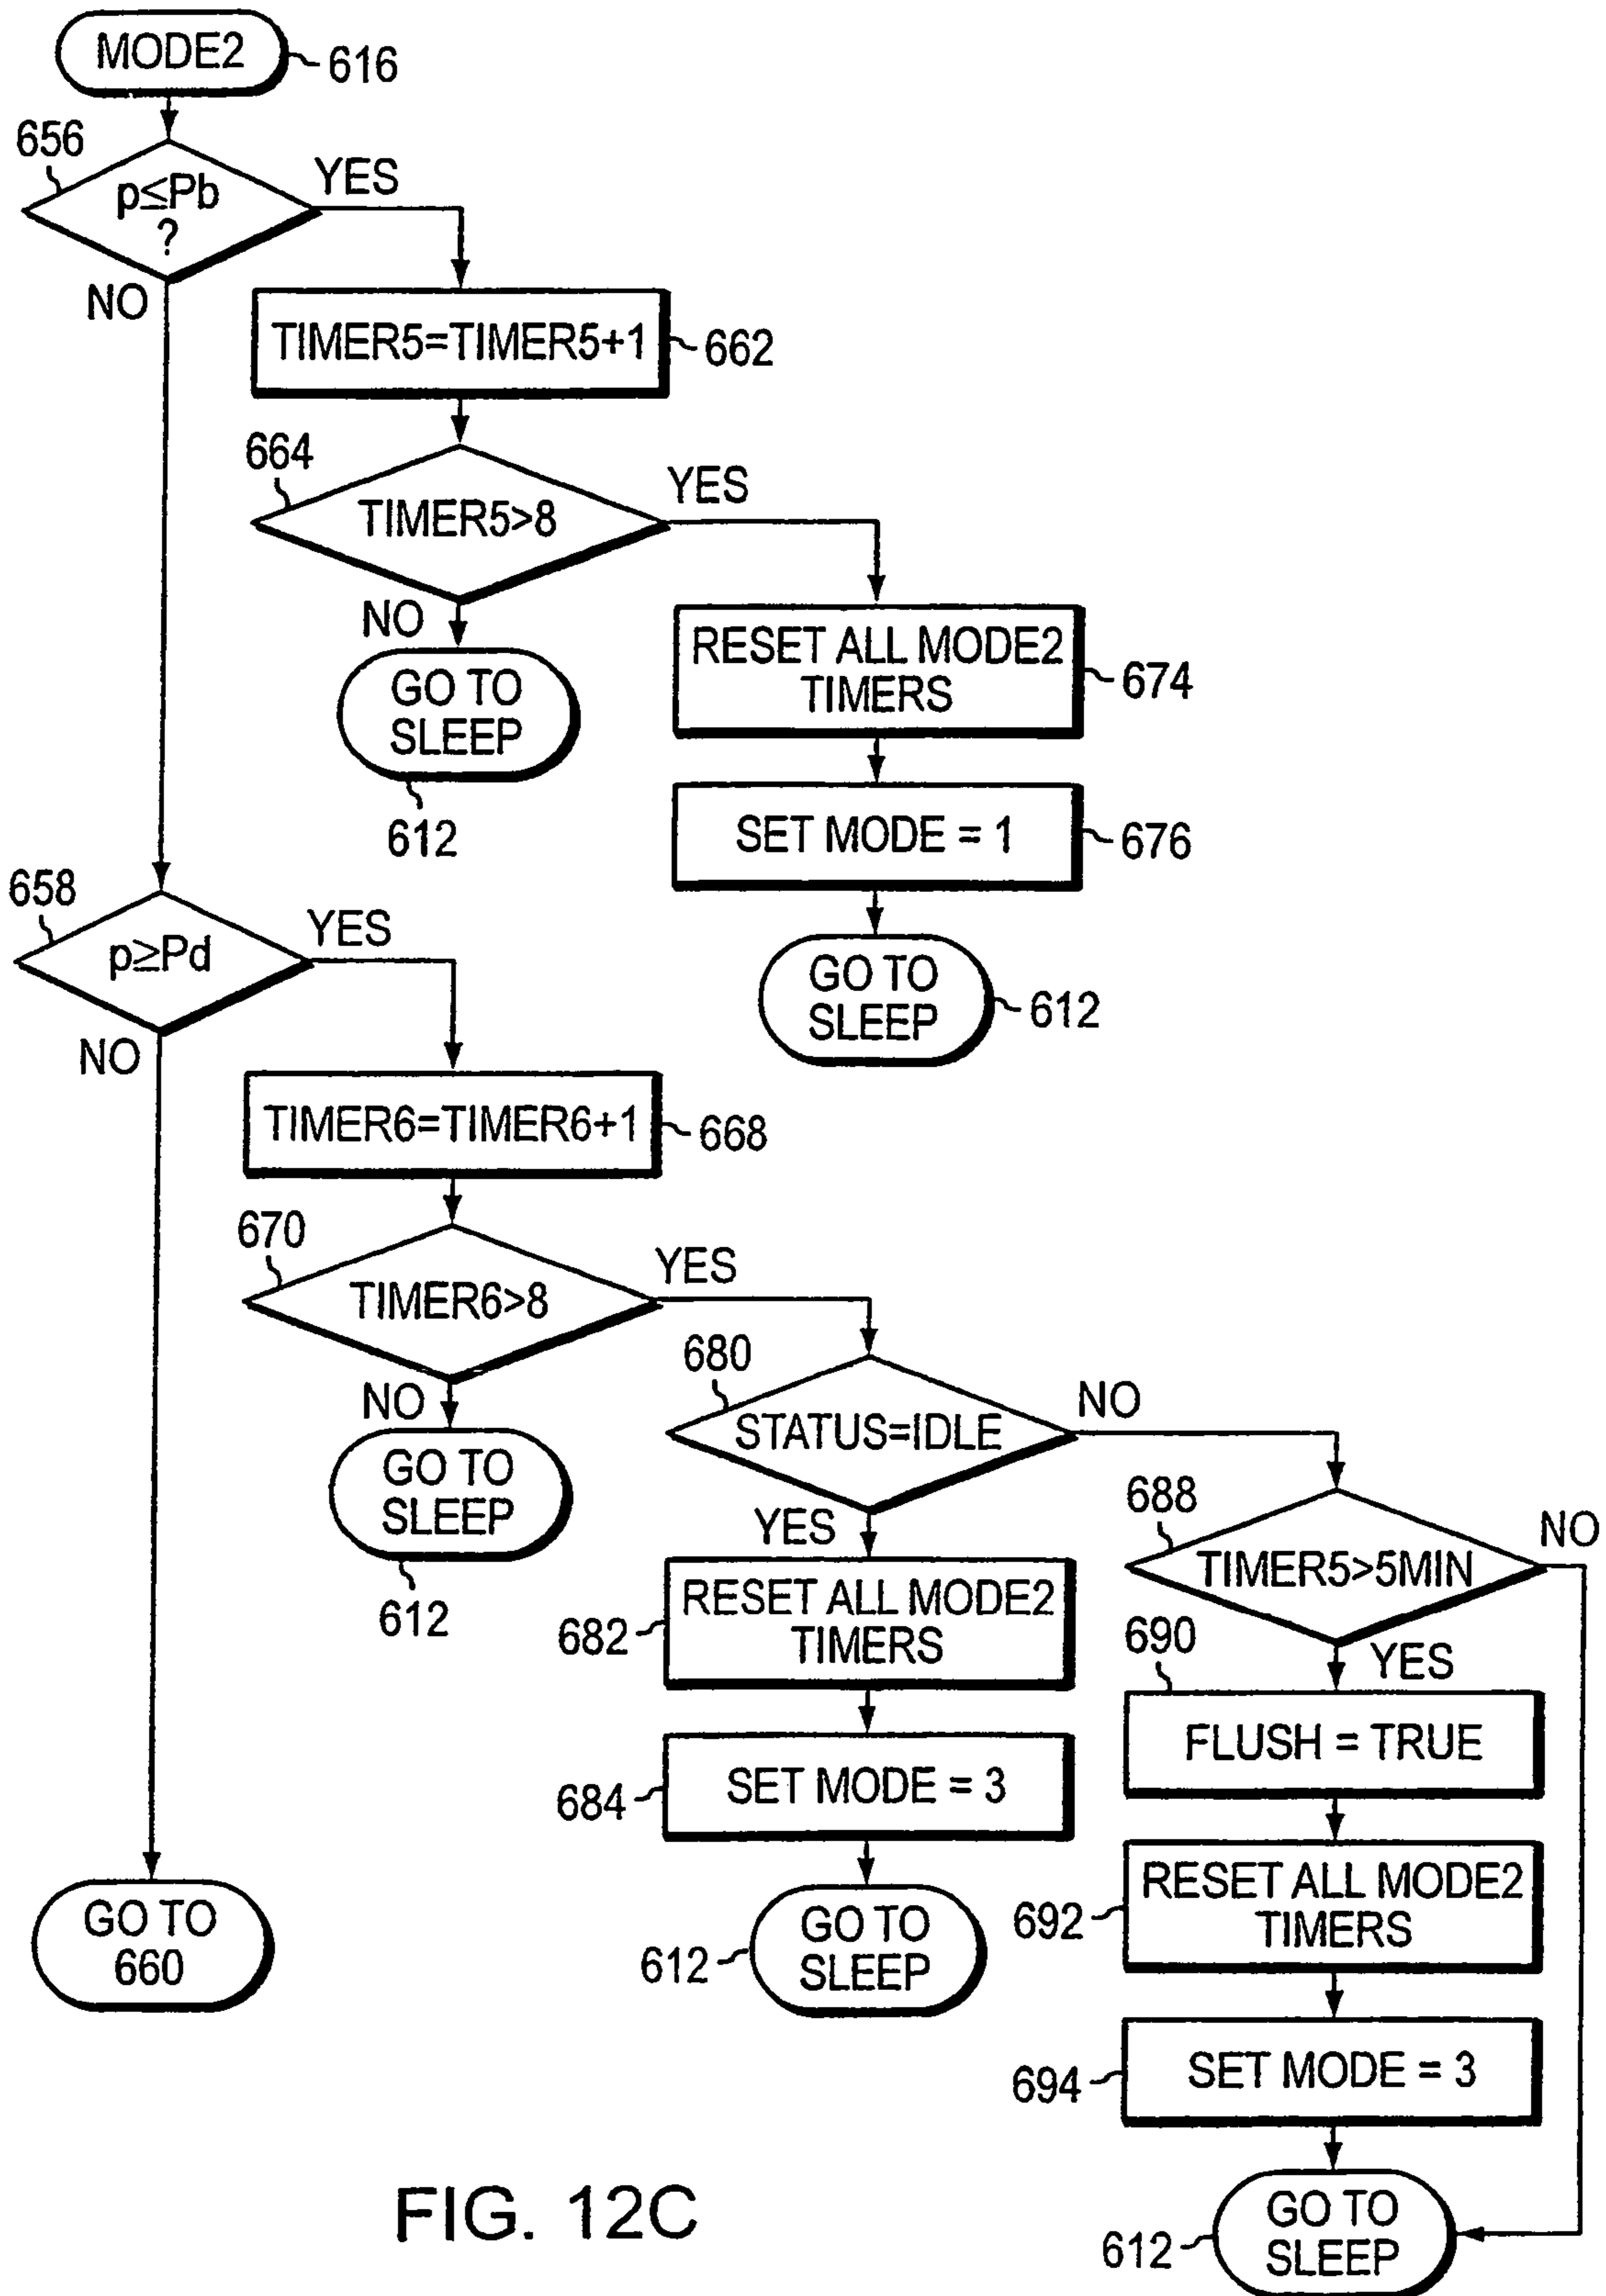 MODE2
616
656
p≤Pb
?
YES
NO
TIMER5=TIMER5+1
662
664
TIMER5>8
YES
NO
GO TO
SLEEP
612
RESET ALL MODE2
TIMERS
674
SET MODE = 1
676
GO TO
SLEEP
612
658
p≥Pd
YES
NO
TIMER6=TIMER6+1
668
670
TIMER6>8
YES
NO
GO TO
SLEEP
612
680
STATUS=IDLE
NO
YES
RESET ALL MODE2
TIMERS
682
SET MODE = 3
684
GO TO
SLEEP
612
688
TIMER5>5MIN
NO
YES
690
FLUSH = TRUE
RESET ALL MODE2
TIMERS
692
SET MODE = 3
694
GO TO
SLEEP
612
GO TO
660
FIG. 12C